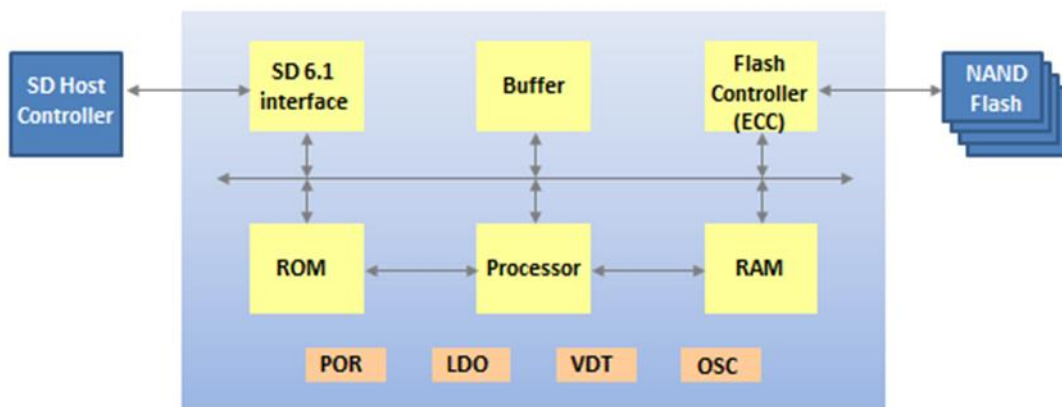 SD Host
Controller
SD 6.1
interface
Buffer
Flash
Controller
(ECC)
NAND
Flash
ROM
Processor
RAM
POR
LDO
VDT
OSC